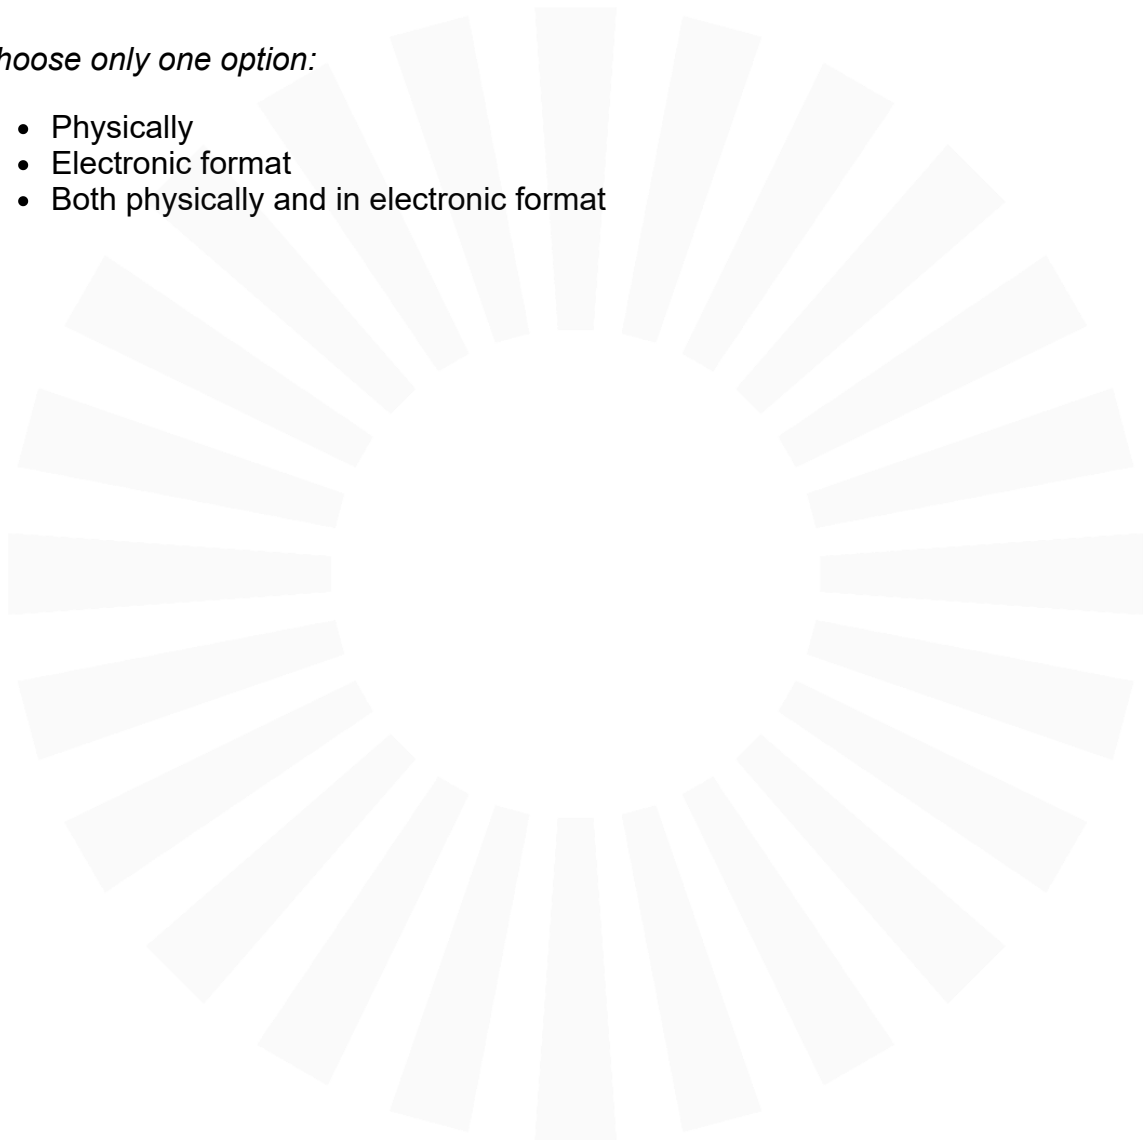 hoose only one option:
• Physically
• Electronic format
• Both physically and in electronic format